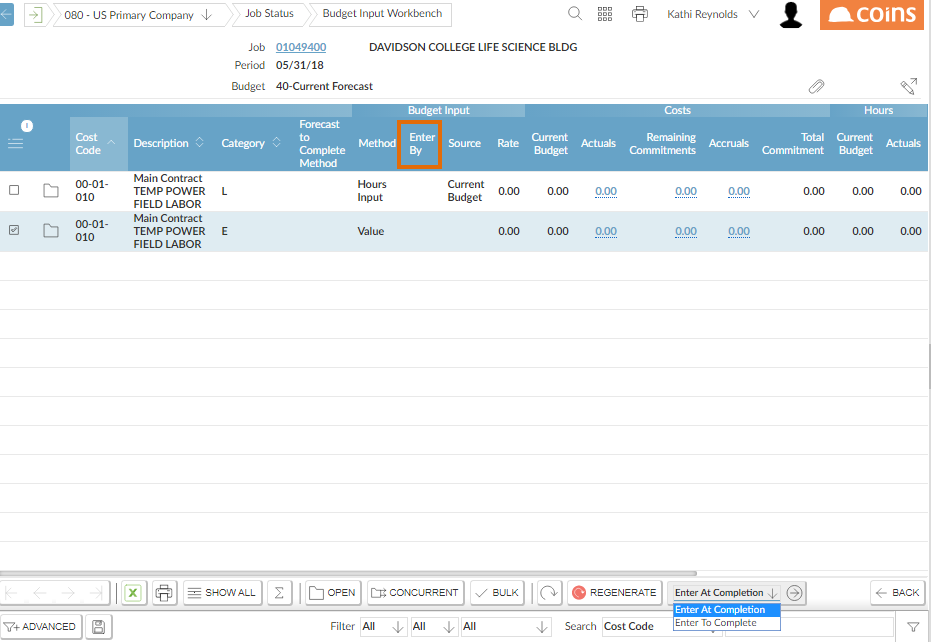 080 - US Primary Company
Job Status
Budget Input Workbench
Kathi Reynolds
coins
Job 01049400 DAVIDSON COLLEGE LIFE SCIENCE BLDG
Period 05/31/18
Budget 40-Current Forecast
Budget Input Costs Hours
Cost Code
Description
Category
Forecast to Complete Method
Method
Enter By
Source
Rate
Current Budget
Actuals
Remaining Commitments
Accruals
Total Commitment
Current Budget
Actuals
00-01-010 Main Contract TEMP POWER FIELD LABOR L Hours Input Current Budget 0.00 0.00 0.00 0.00 0.00 0.00 0.00 0.00
00-01-010 Main Contract TEMP POWER FIELD LABOR E Value 0.00 0.00 0.00 0.00 0.00 0.00 0.00 0.00
SHOW ALL Σ OPEN CONCURRENT BULK REGENERATE Enter At Completion BACK
Enter At Completion
Enter To Complete
ADVANCED Filter All All All Search Cost Code